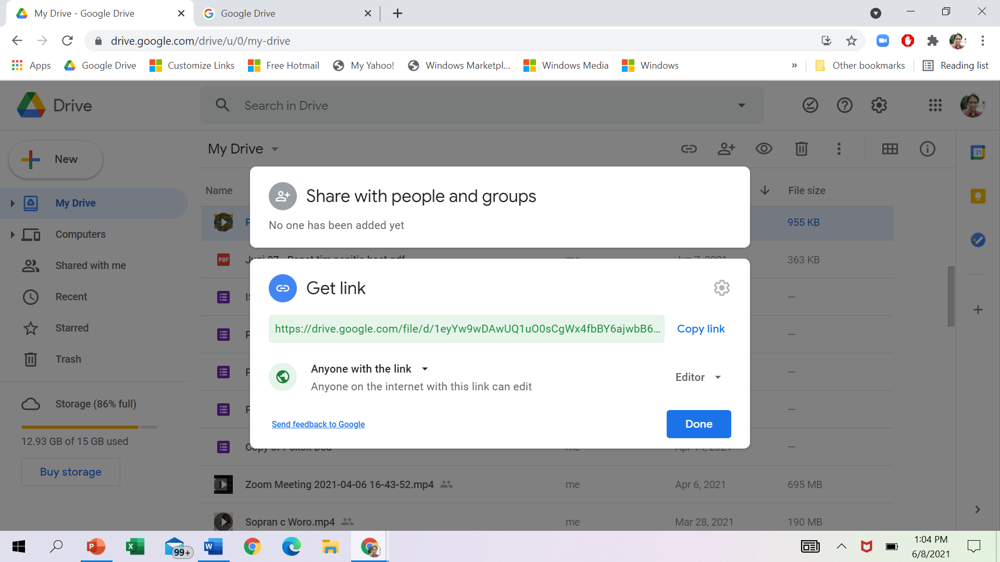 My Drive - Google Drive
Google Drive
drive.google.com/drive/u/0/my-drive
Apps
Google Drive
Customize Links
Free Hotmail
My Yahoo!
Windows Marketpl...
Windows Media
Windows
»
Other bookmarks
Reading list
Drive
Search in Drive
New
My Drive
31
Name
File size
My Drive
Computers
Shared with me
Recent
Starred
Trash
Storage (86% full)
12.93 GB of 15 GB used
Buy storage
955 KB
PDF
363 KB
Share with people and groups
No one has been added yet
Get link
https://drive.google.com/file/d/1eyYw9wDAwUQ1uO0sCgWx4fbBY6ajwbB6...
Copy link
Anyone with the link
Anyone on the internet with this link can edit
Editor
Send feedback to Google
Done
Zoom Meeting 2021-04-06 16-43-52.mp4
me
Apr 6, 2021
695 MB
Sopran c Woro.mp4
me
Mar 28, 2021
190 MB
99+
1:04 PM
6/8/2021